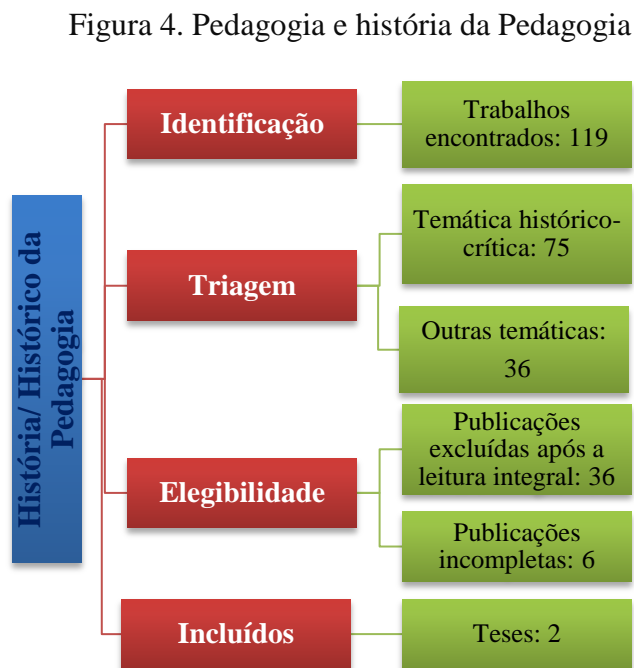 Figura 4. Pedagogia e história da Pedagogia
História/ Histórico da
Pedagogia
Identificação
Trabalhos
encontrados: 119
Triagem
Temática histórico-
crítica: 75
Outras temáticas:
36
Elegibilidade
Publicações
excluídas após a
leitura integral: 36
Publicações
incompletas: 6
Incluídos
Teses: 2